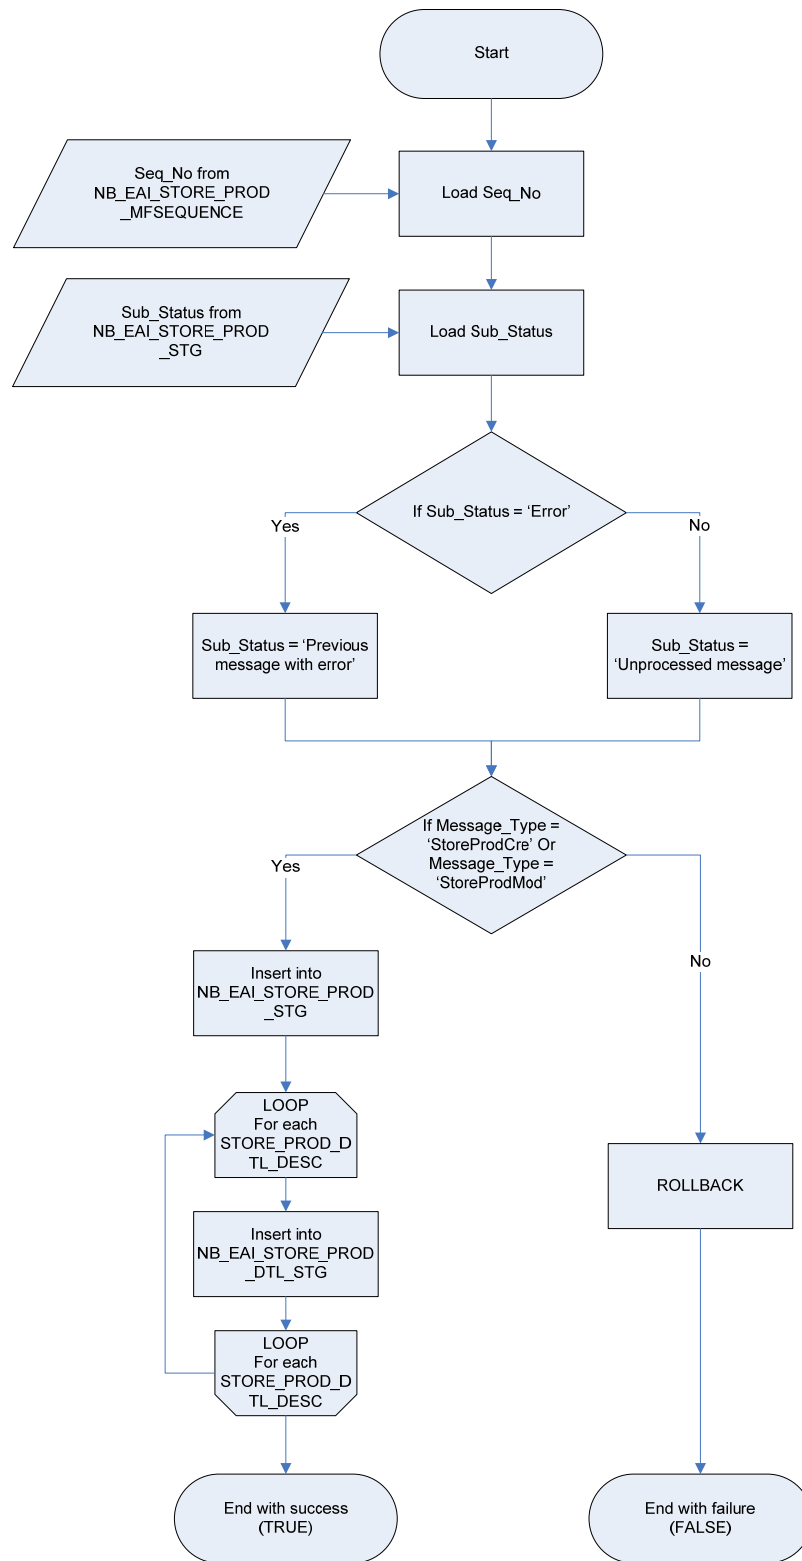 Start
Seq_No from
NB_EAI_STORE_PROD
_MFSEQUENCE
Load Seq_No
Sub_Status from
NB_EAI_STORE_PROD
_STG
Load Sub_Status
If Sub_Status = ‘Error’
Yes
No
Sub_Status = ‘Previous
message with error’
Sub_Status =
‘Unprocessed message’
If Message_Type =
‘StoreProdCre’ Or
Message_Type =
‘StoreProdMod’
Yes
No
Insert into
NB_EAI_STORE_PROD
_STG
LOOP
For each
STORE_PROD_D
TL_DESC
ROLLBACK
Insert into
NB_EAI_STORE_PROD
_DTL_STG
LOOP
For each
STORE_PROD_D
TL_DESC
End with success
(TRUE)
End with failure
(FALSE)